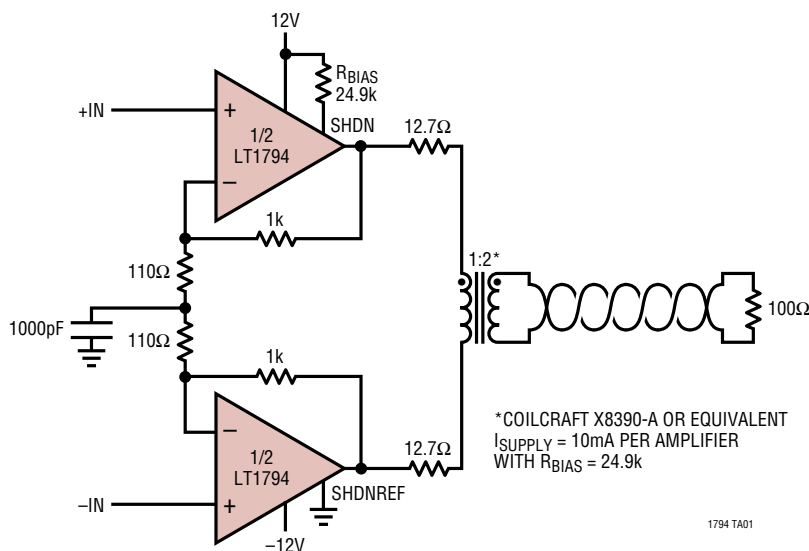 12V
R_BIAS
24.9k
SHDN
+IN
+
1/2
LT1794
–
12.7Ω
1k
110Ω
1000pF
110Ω
1k
1:2*
100Ω
–
1/2
LT1794
+
12.7Ω
SHDNREF
–IN
–12V
*COILCRAFT X8390-A OR EQUIVALENT
I_SUPPLY = 10mA PER AMPLIFIER
WITH R_BIAS = 24.9k
1794 TA01